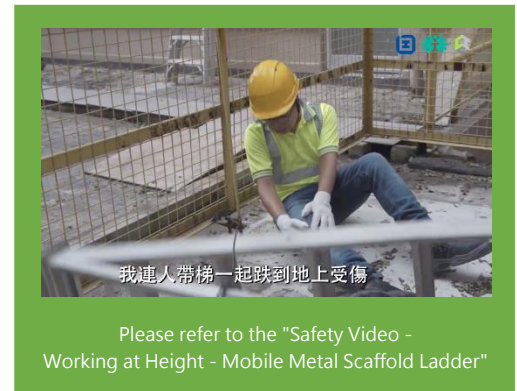 我連人帶梯一起跌到地上受傷
Please refer to the "Safety Video -
Working at Height - Mobile Metal Scaffold Ladder"